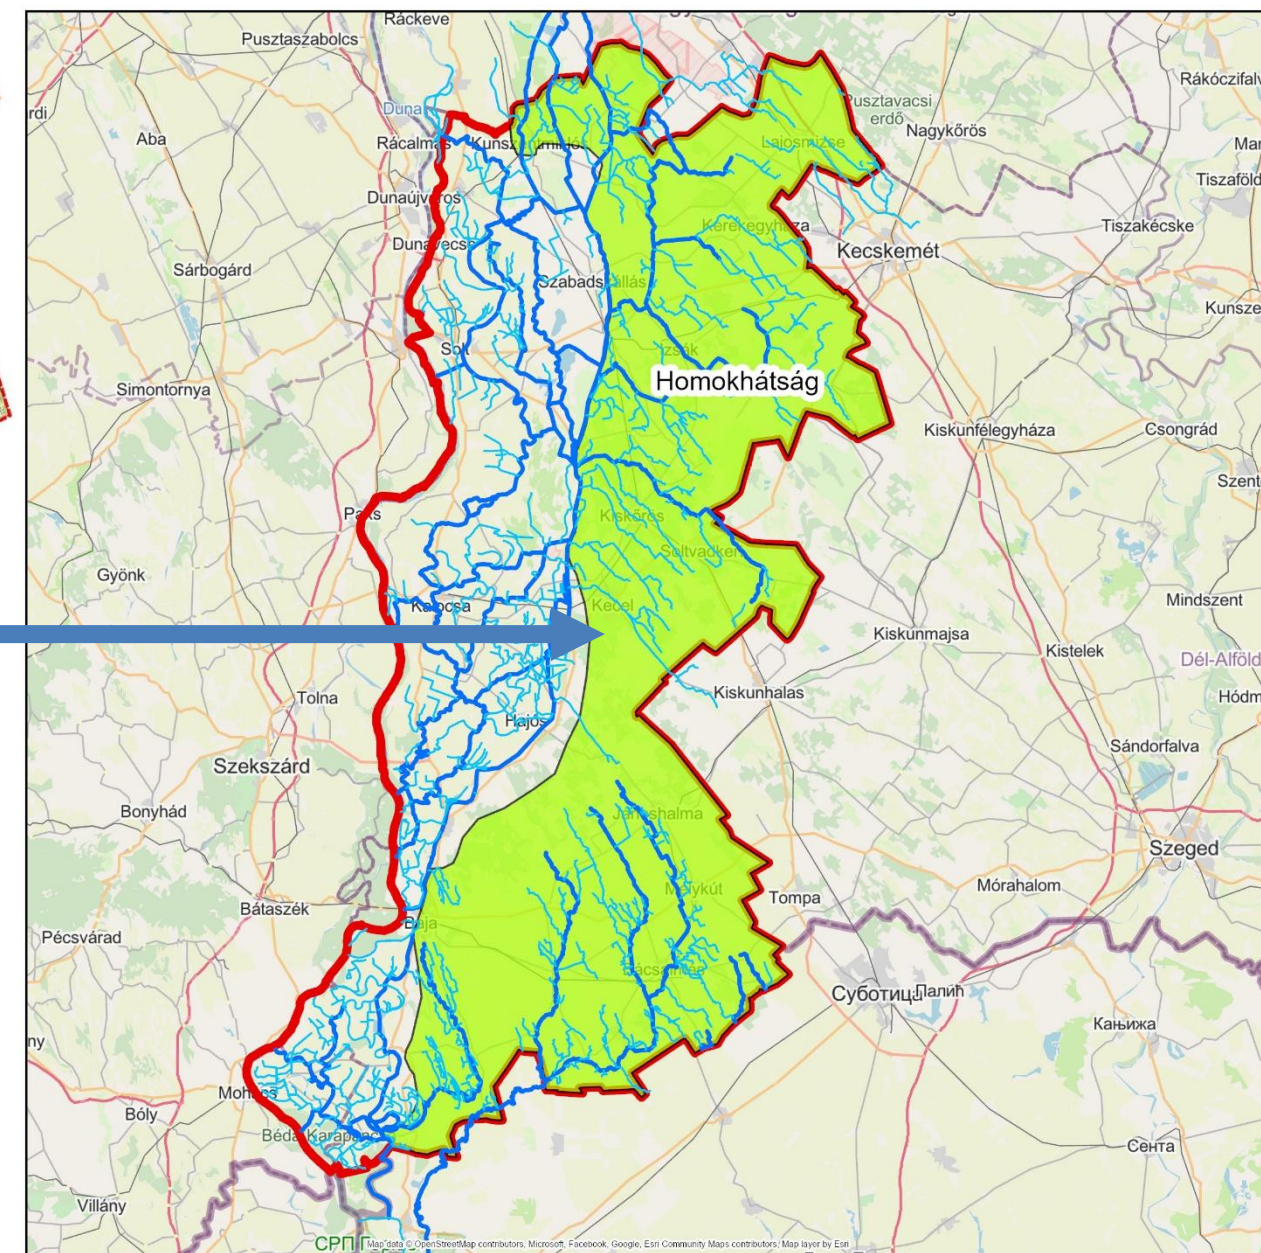 Ráckeve
Pusztaszabolcs
Rákóczifalv
Duna
Pusztavacsi
erdő
rdi
Aba
Rácalmás
Nagykőrös
Lajosmizse
Tiszaföld
Dunaújváros
Kerekegyháza
Tiszakécske
Dunavecse
Kecskemét
Sárbogárd
Szabadszállás
Kunsze
Solt
Izsák
Homokhátság
Simontornya
Kiskunfélegyháza
Csongrád
Szent
Paks
Kiskőrös
Gyönk
Kalocsa
Kecel
Mindszent
Kiskunmajsa
Kistelek
Dél-Alföld
Tolna
Kiskunhalas
Hódm
Hajós
Sándorfalva
Szekszárd
Bonyhád
Jánoshalma
Szeged
Mélykút
Mórahalom
Bátaszék
Tompa
Baja
Pécsvárad
Bácsalmás
Суботица
Палић
Кањижа
ny
Mohács
Bóly
Béda-Karapanc
Сента
Villány
СРП
Map data © OpenStreetMap contributors, Microsoft, Facebook, Google, Esri Community Maps contributors, Map layer by Esri